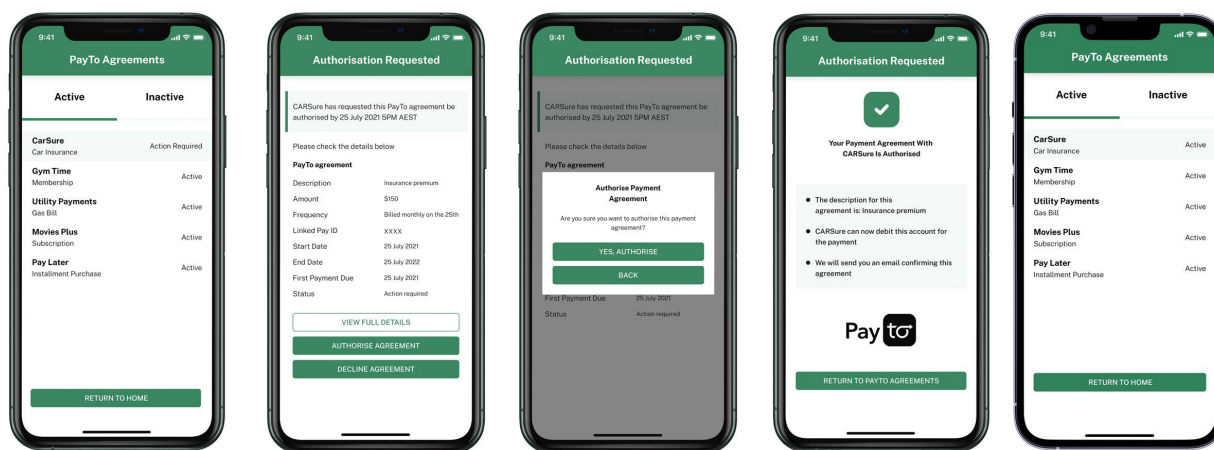 9:41
PayTo Agreements
Active Inactive
CarSure
Car Insurance
Action Required
Gym Time
Membership
Active
Utility Payments
Gas Bill
Active
Movies Plus
Subscription
Active
Pay Later
Installment Purchase
Active
RETURN TO HOME
9:41
Authorisation Requested
CARSure has requested this PayTo agreement be
authorised by 25 July 2021 5PM AEST
Please check the details below
PayTo agreement
Description Insurance premium
Amount $150
Frequency Billed monthly on the 25th
Linked Pay ID XXXX
Start Date 25 July 2021
End Date 25 July 2022
First Payment Due 25 July 2021
Status Action required
VIEW FULL DETAILS
AUTHORISE AGREEMENT
DECLINE AGREEMENT
9:41
Authorisation Requested
CARSure has requested this PayTo agreement be
authorised by 25 July 2021 5PM AEST
Please check the details below
PayTo agreement
Authorise Payment
Agreement
Are you sure you want to authorise this payment
agreement?
YES, AUTHORISE
BACK
First Payment Due 25 July 2021
Status Action required
9:41
Authorisation Requested
Your Payment Agreement With
CARSure Is Authorised
• The description for this
agreement is: Insurance premium
• CARSure can now debit this account for
the payment
• We will send you an email confirming this
agreement
Pay to
RETURN TO PAYTO AGREEMENTS
9:41
PayTo Agreements
Active Inactive
CarSure
Car Insurance
Active
Gym Time
Membership
Active
Utility Payments
Gas Bill
Active
Movies Plus
Subscription
Active
Pay Later
Installment Purchase
Active
RETURN TO HOME